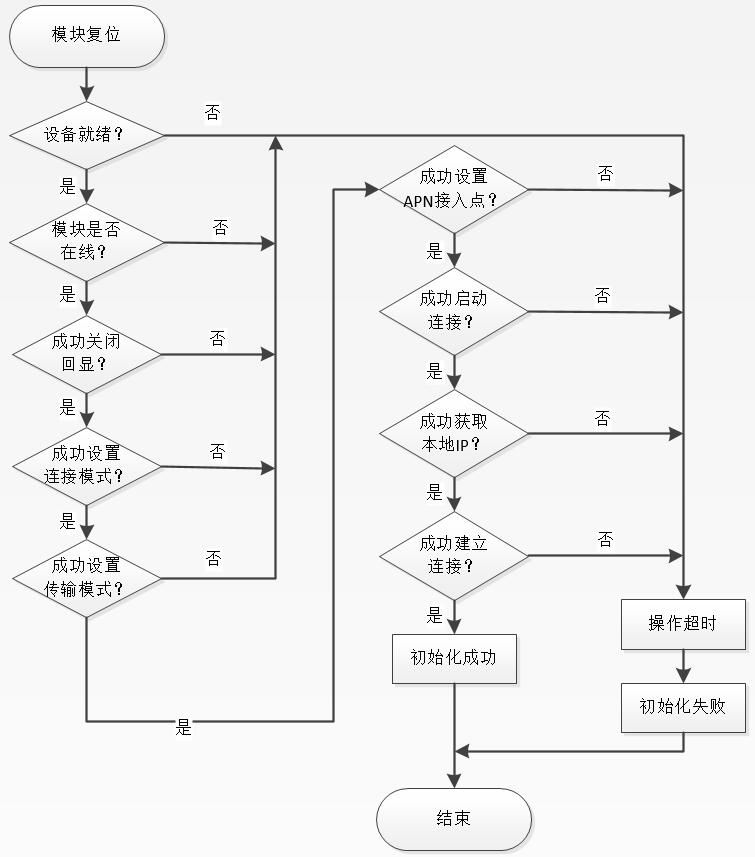 模块复位
设备就绪？
否
是
模块是否
在线？
否
是
成功关闭
回显？
否
是
成功设置
连接模式？
否
是
成功设置
传输模式？
否
是
成功设置
APN接入点？
否
是
成功启动
连接？
否
是
成功获取
本地IP？
否
是
成功建立
连接？
否
是
初始化成功
操作超时
初始化失败
结束